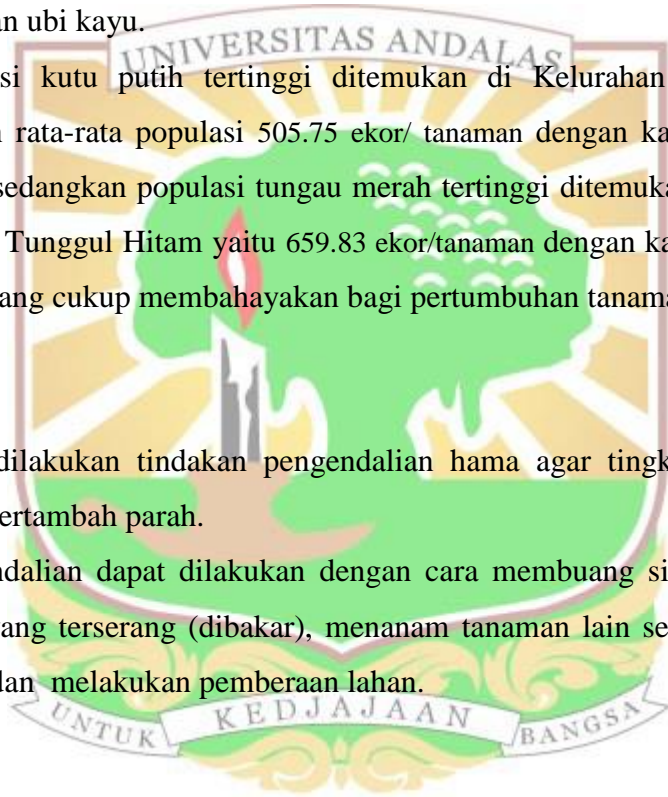 an ubi kayu.
UNIVERSITAS ANDALAS
si kutu putih tertinggi ditemukan di Kelurahan
rata-rata populasi 505.75 ekor/ tanaman dengan ka
sedangkan populasi tungau merah tertinggi ditemuka
Tunggul Hitam yaitu 659.83 ekor/tanaman dengan ka
ang cukup membahayakan bagi pertumbuhan tanama
dilakukan tindakan pengendalian hama agar tingk
ertambah parah.
ndalian dapat dilakukan dengan cara membuang si
ang terserang (dibakar), menanam tanaman lain se
dan melakukan pemberaan lahan.
UNTUK KEDJAJAAN BANGSA